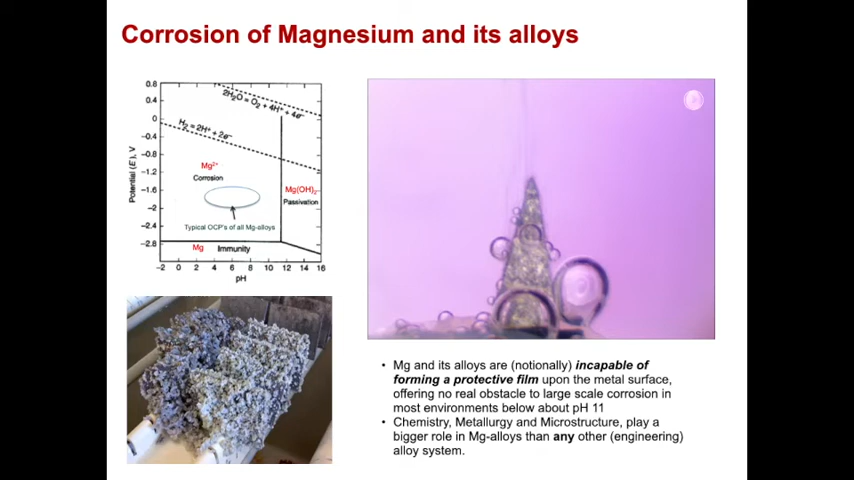 Corrosion of Magnesium and its alloys
0.8
0.4
0
−0.4
−0.8
−1.2
−1.6
−2
−2.4
−2.8
Potential (E), V
2H₂O = O₂ + 4H⁺ + 4e⁻
H₂ = 2H⁺ + 2e⁻
Mg²⁺
Corrosion
Mg(OH)₂
Passivation
Typical OCP's of all Mg-alloys
Mg Immunity
−2 0 2 4 6 8 10 12 14 16
pH
• Mg and its alloys are (notionally) incapable of
forming a protective film upon the metal surface,
offering no real obstacle to large scale corrosion in
most environments below about pH 11
• Chemistry, Metallurgy and Microstructure, play a
bigger role in Mg-alloys than any other (engineering)
alloy system.